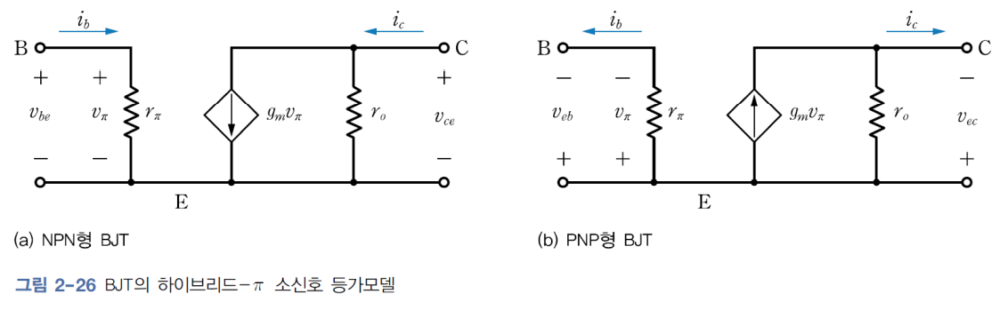 i_b i_c i_b i_c
B C B C
+ + + − − −
v_be v_π r_π g_m v_π r_o v_ce v_eb v_π r_π g_m v_π r_o v_ec
− − − + + +
E E
(a) NPN형 BJT (b) PNP형 BJT
그림 2-26 BJT의 하이브리드-π 소신호 등가모델